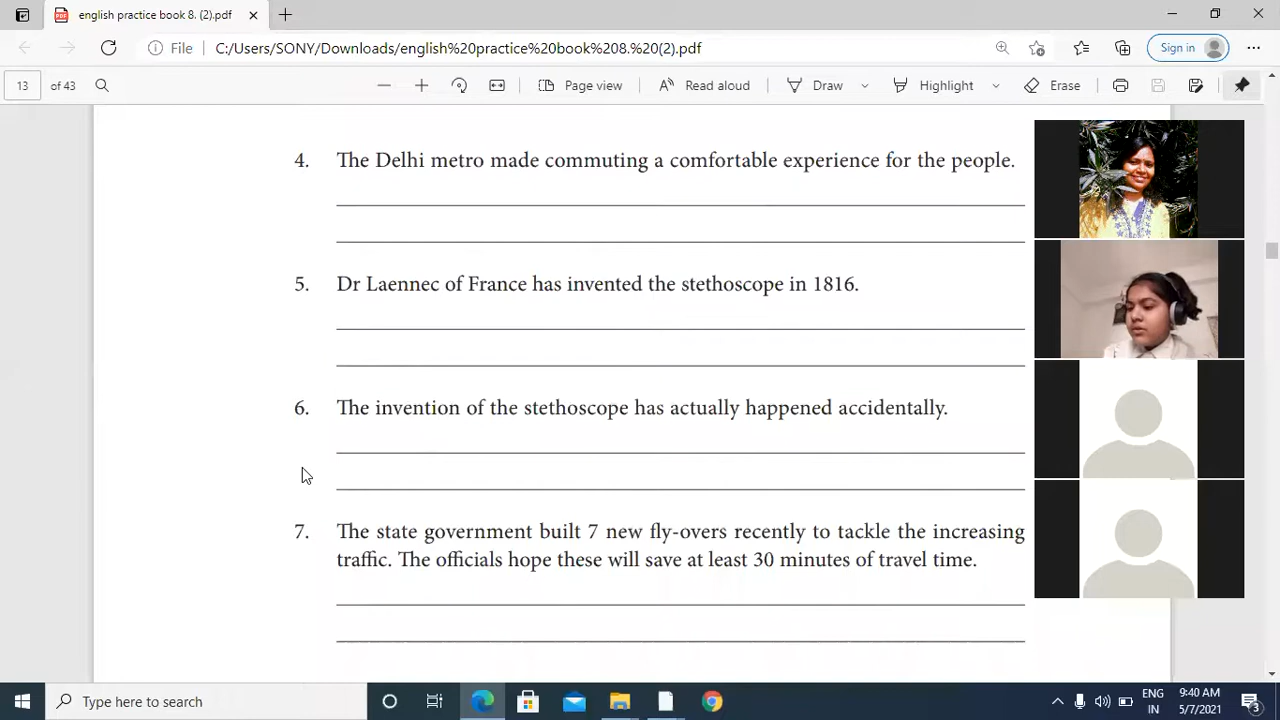 english practice book 8. (2).pdf
File
C:/Users/SONY/Downloads/english%20practice%20book%208.%20(2).pdf
Sign in
13 of 43
Page view
Read aloud
Draw
Highlight
Erase
4. The Delhi metro made commuting a comfortable experience for the people.
5. Dr Laennec of France has invented the stethoscope in 1816.
6. The invention of the stethoscope has actually happened accidentally.
7. The state government built 7 new fly-overs recently to tackle the increasing
traffic. The officials hope these will save at least 30 minutes of travel time.
Type here to search
ENG
IN
9:40 AM
5/7/2021
3